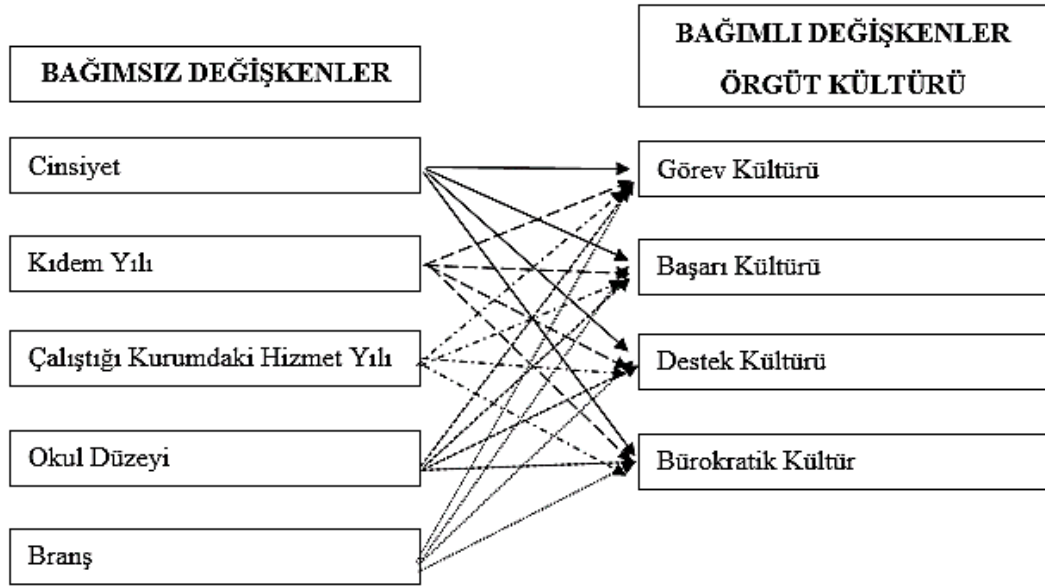 BAĞIMSIZ DEĞİŞKENLER
Cinsiyet
Kıdem Yılı
Çalıştığı Kurumdaki Hizmet Yılı
Okul Düzeyi
Branş
BAĞIMLI DEĞİŞKENLER
ÖRGÜT KÜLTÜRÜ
Görev Kültürü
Başarı Kültürü
Destek Kültürü
Bürokratik Kültür